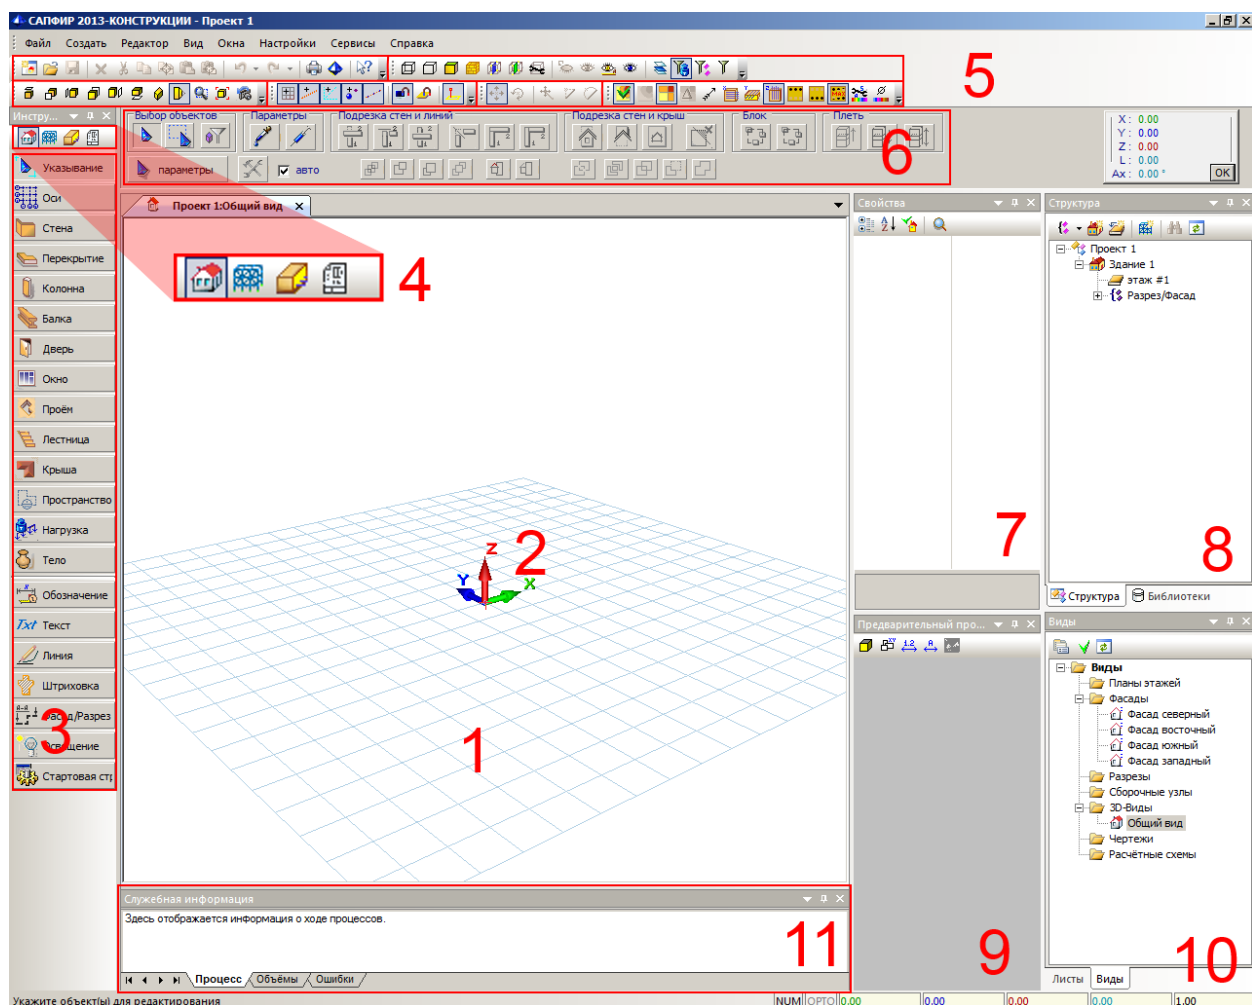 САПФИР 2013-КОНСТРУКЦИИ - Проект 1
Файл Создать Редактор Вид Окна Настройки Сервисы Справка
5
Инстру...
Выбор объектов Параметры Подрезка стен и линий Подрезка стен и крыш Блок Плеть
6
параметры авто
X: 0.00
Y: 0.00
Z: 0.00
L: 0.00
Ax: 0.00 °
OK
Указывание
Оси
Стена
Перекрытие
Колонна
Балка
Дверь
Окно
Проём
Лестница
Крыша
Пространство
Нагрузка
Тело
Обозначение
Txt Текст
Линия
Штриховка
Фасад/Разрез
3
Освещение
Стартовая стр
Проект 1:Общий вид
4
2
Z
Y
X
1
Свойства
7
Структура
Проект 1
Здание 1
этаж #1
Разрез/Фасад
8
Структура Библиотеки
Предварительный про...
9
Виды
Виды
Планы этажей
Фасады
Фасад северный
Фасад восточный
Фасад южный
Фасад западный
Разрезы
Сборочные узлы
3D-Виды
Общий вид
Чертежи
Расчётные схемы
10
Листы Виды
Служебная информация
Здесь отображается информация о ходе процессов.
11
Процесс Объёмы Ошибки
Укажите объект(ы) для редактирования
NUM ОРТО 0.00 0.00 0.00 0.00 1.00